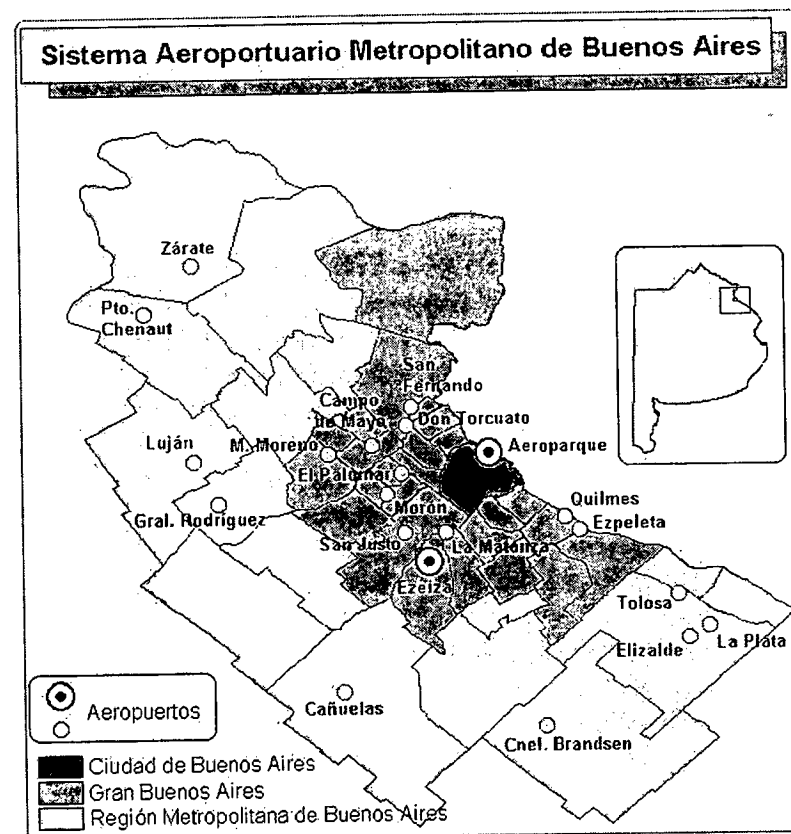 Sistema Aeroportuario Metropolitano de Buenos Aires
Zárate
Pto.
Chenaut
San
Fernando
Campo
de Mayo
Don Torcuato
Aeroparque
Luján
M. Moreno
El Palomar
Gral. Rodríguez
Morón
Quilmes
Ezpeleta
San Justo
La Matanza
Ezeiza
Tolosa
La Plata
Elizalde
Cañuelas
Cnel. Brandsen
Aeropuertos
Ciudad de Buenos Aires
Gran Buenos Aires
Región Metropolitana de Buenos Aires